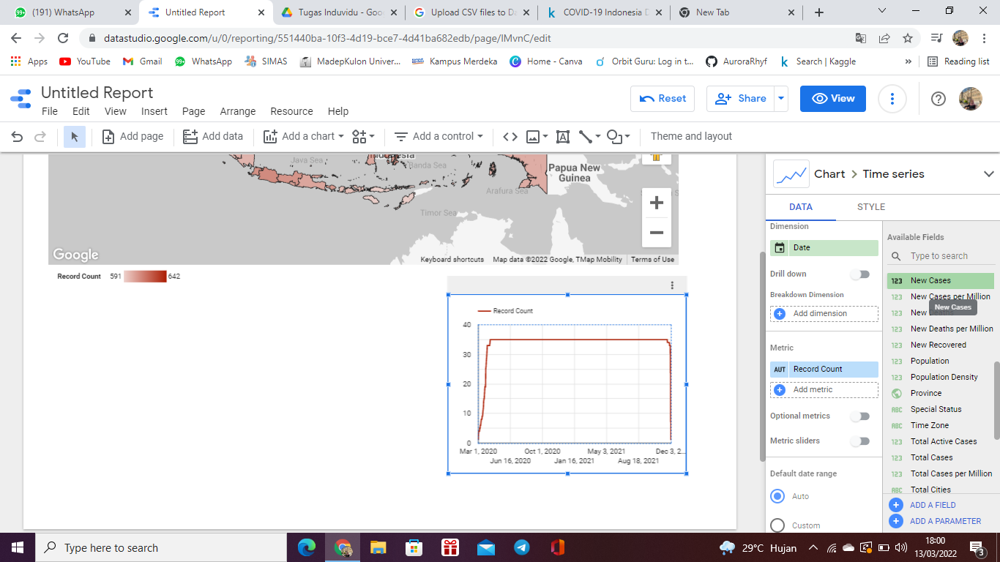 (191) WhatsApp
Untitled Report
Tugas Induvidu - Goo
Upload CSV files to Da
COVID-19 Indonesia D
New Tab
datastudio.google.com/u/0/reporting/551440ba-10f3-4d19-bce7-4d41ba682edb/page/lMvnC/edit
Apps
YouTube
Gmail
99+
WhatsApp
SIMAS
MadepKulon Univer...
Kampus Merdeka
Home - Canva
Orbit Guru: Log in t...
AuroraRhyf
Search | Kaggle
»
Reading list
Untitled Report
File Edit View Insert Page Arrange Resource Help
Reset
Share
View
Add page
Add data
Add a chart
Add a control
Theme and layout
Java Sea
Indonesia
Banda Sea
Papua New
Guinea
Arafura Sea
Timor Sea
Google
Keyboard shortcuts
Map data ©2022 Google, TMap Mobility
Terms of Use
Record Count 591 642
Record Count
40
30
20
10
0
Mar 1, 2020 Oct 1, 2020 May 3, 2021 Dec 3, 2...
Jun 16, 2020 Jan 16, 2021 Aug 18, 2021
Chart
Time series
DATA
STYLE
Dimension
Date
Drill down
Breakdown Dimension
Add dimension
Metric
AUT Record Count
Add metric
Optional metrics
Metric sliders
Default date range
Auto
Custom
Available Fields
Type to search
123 New Cases
123 New Cases per Million
New Cases
123 New
123 New Deaths per Million
123 New Recovered
123 Population
123 Population Density
Province
ABC Special Status
ABC Time Zone
123 Total Active Cases
123 Total Cases
123 Total Cases per Million
ABC Total Cities
ADD A FIELD
ADD A PARAMETER
Type here to search
29°C Hujan
18:00
13/03/2022
3